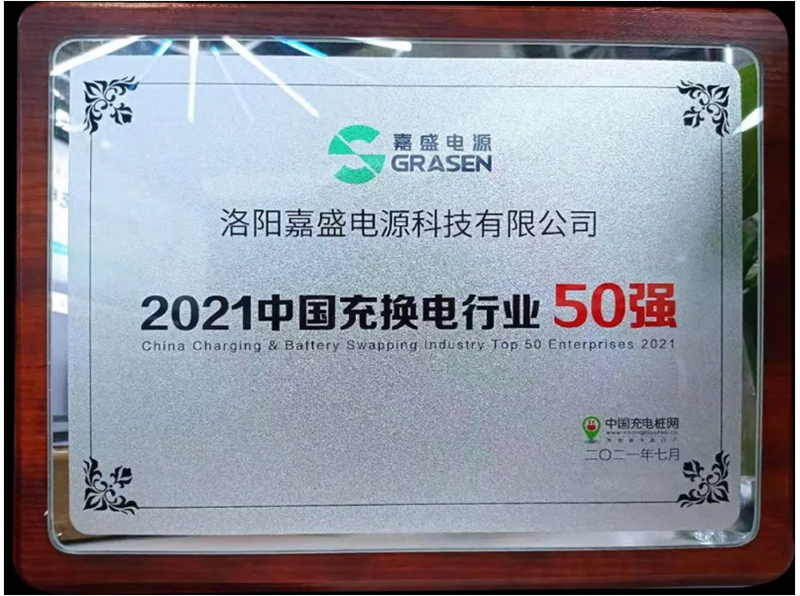 嘉盛电源
GRASEN
洛阳嘉盛电源科技有限公司
2021中国充换电行业 50强
China Charging & Battery Swapping Industry Top 50 Enterprises 2021
中国充电桩网
二〇二一年七月